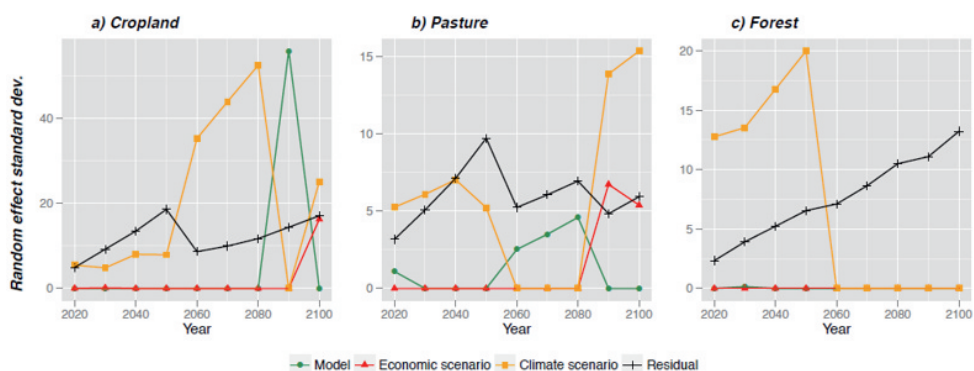 a) Cropland
b) Pasture
c) Forest
Random effect standard dev.
40
20
0
15
10
5
0
20
15
10
5
0
2020 2040 2060 2080 2100
2020 2040 2060 2080 2100
2020 2040 2060 2080 2100
Year
Year
Year
Model Economic scenario Climate scenario Residual